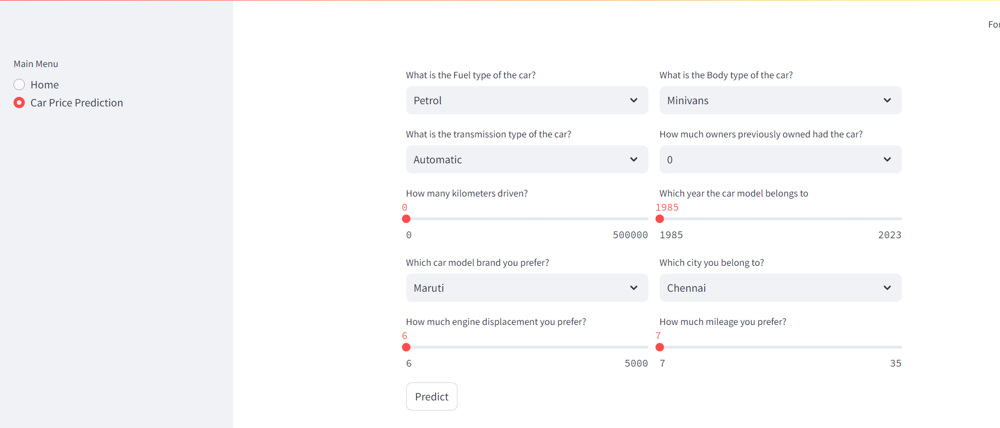 For
Main Menu
Home
Car Price Prediction
What is the Fuel type of the car?
Petrol
What is the Body type of the car?
Minivans
What is the transmission type of the car?
Automatic
How much owners previously owned had the car?
0
How many kilometers driven?
0
0 500000
Which year the car model belongs to
1985
1985 2023
Which car model brand you prefer?
Maruti
Which city you belong to?
Chennai
How much engine displacement you prefer?
6
6 5000
How much mileage you prefer?
7
7 35
Predict